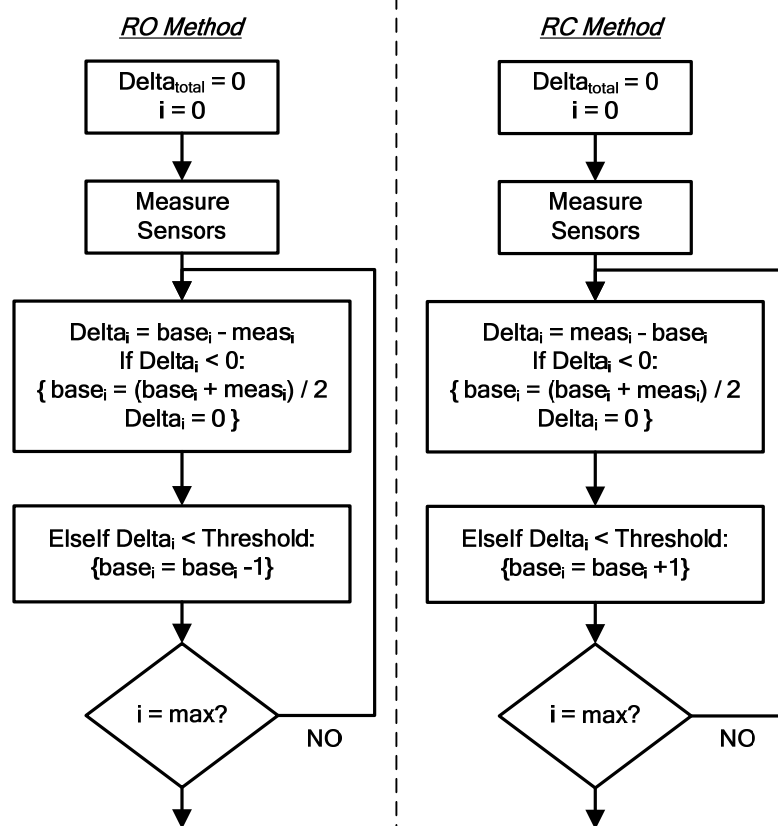 RO Method
Delta_total = 0
i = 0
Measure
Sensors
Delta_i = base_i - meas_i
If Delta_i < 0:
{ base_i = (base_i + meas_i) / 2
Delta_i = 0 }
ElseIf Delta_i < Threshold:
{base_i = base_i -1}
i = max?
NO
RC Method
Delta_total = 0
i = 0
Measure
Sensors
Delta_i = meas_i - base_i
If Delta_i < 0:
{ base_i = (base_i + meas_i) / 2
Delta_i = 0 }
ElseIf Delta_i < Threshold:
{base_i = base_i +1}
i = max?
NO